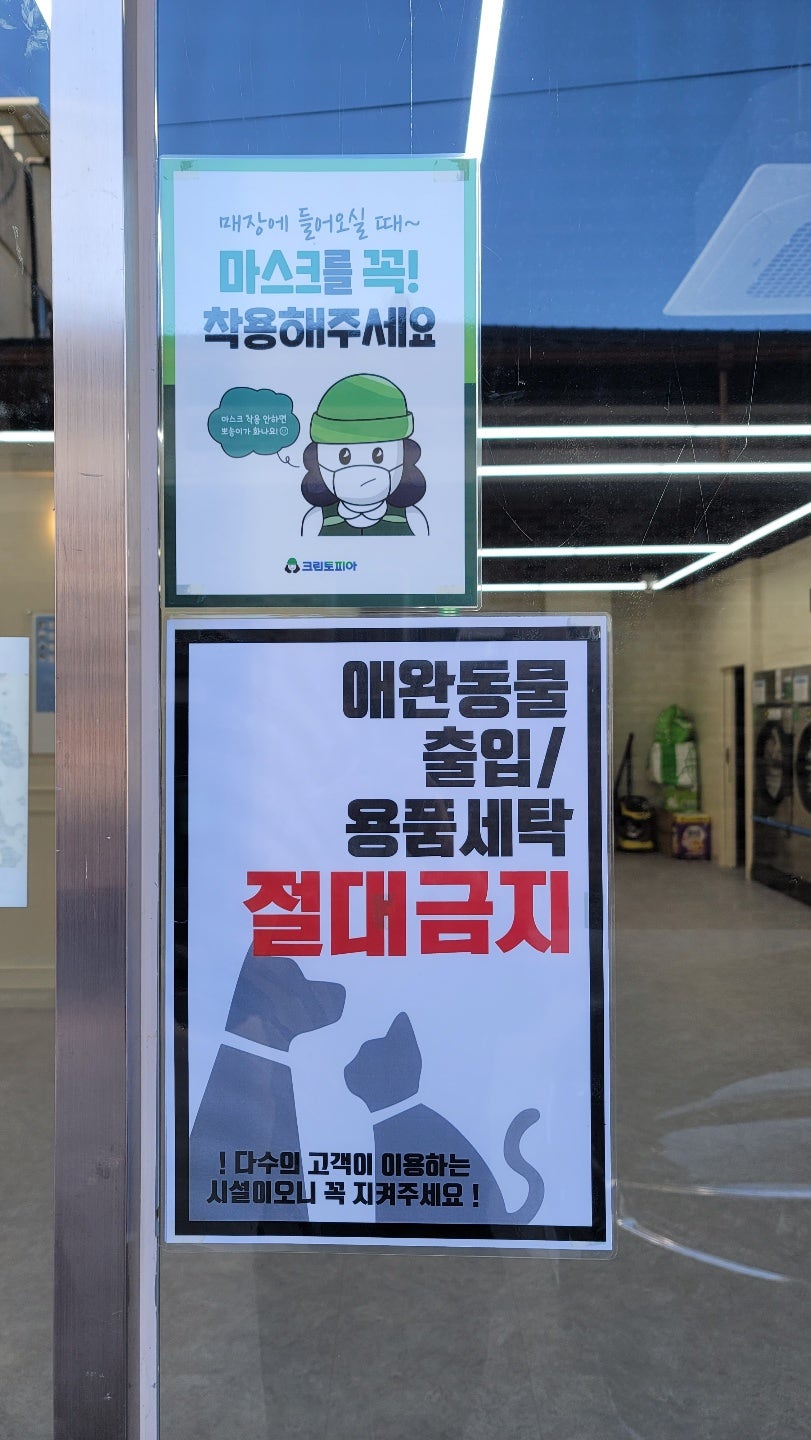 매장에 들어오실 때~
마스크를 꼭!
착용해주세요
마스크 착용 안하면
뽀송이가 화나요!
크린토피아
애완동물
출입/
용품세탁
절대금지
! 다수의 고객이 이용하는
시설이오니 꼭 지켜주세요 !